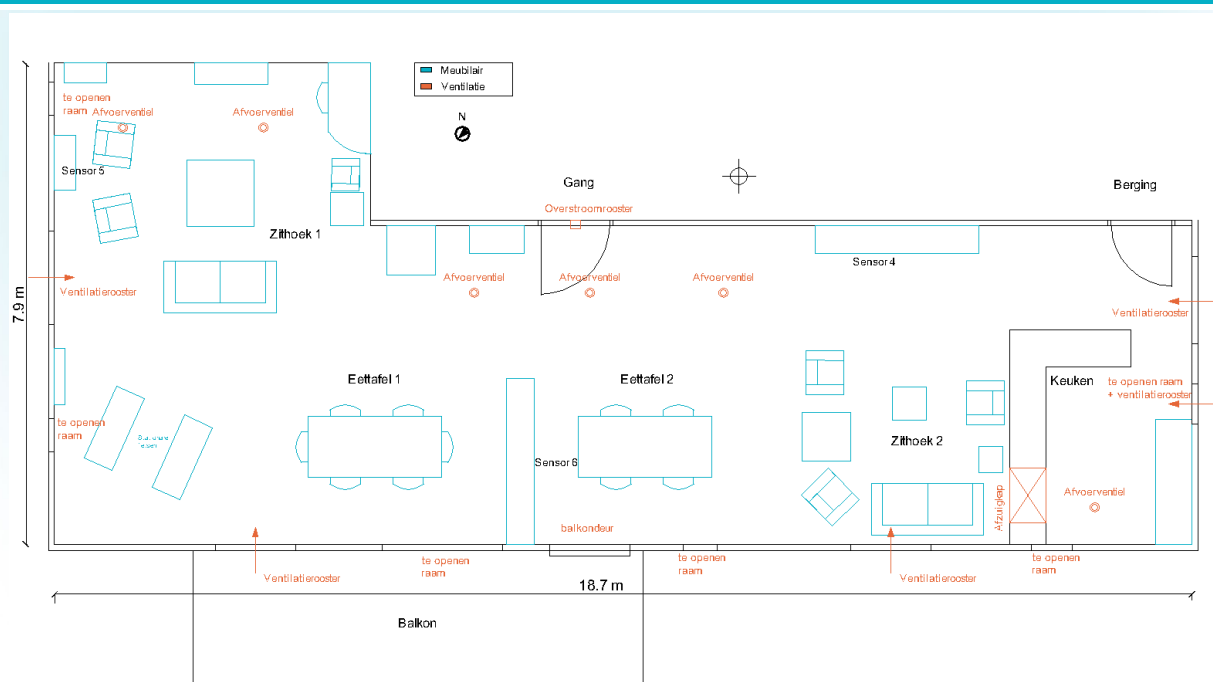 Meubilair
Ventilatie
N
te openen
raam
Afvoerventiel
Afvoerventiel
Sensor 5
Zithoek 1
Gang
Overstroomrooster
Berging
Sensor 4
Afvoerventiel
Afvoerventiel
Afvoerventiel
Ventilatierooster
Ventilatierooster
7.9 m
Eettafel 1
Eettafel 2
Keuken
te openen raam
+ ventilatierooster
te openen
raam
Zithoek 2
Sensor 6
Afzuigkap
Afvoerventiel
balkondeur
te openen
raam
te openen
raam
te openen
raam
Ventilatierooster
Ventilatierooster
18.7 m
Balkon